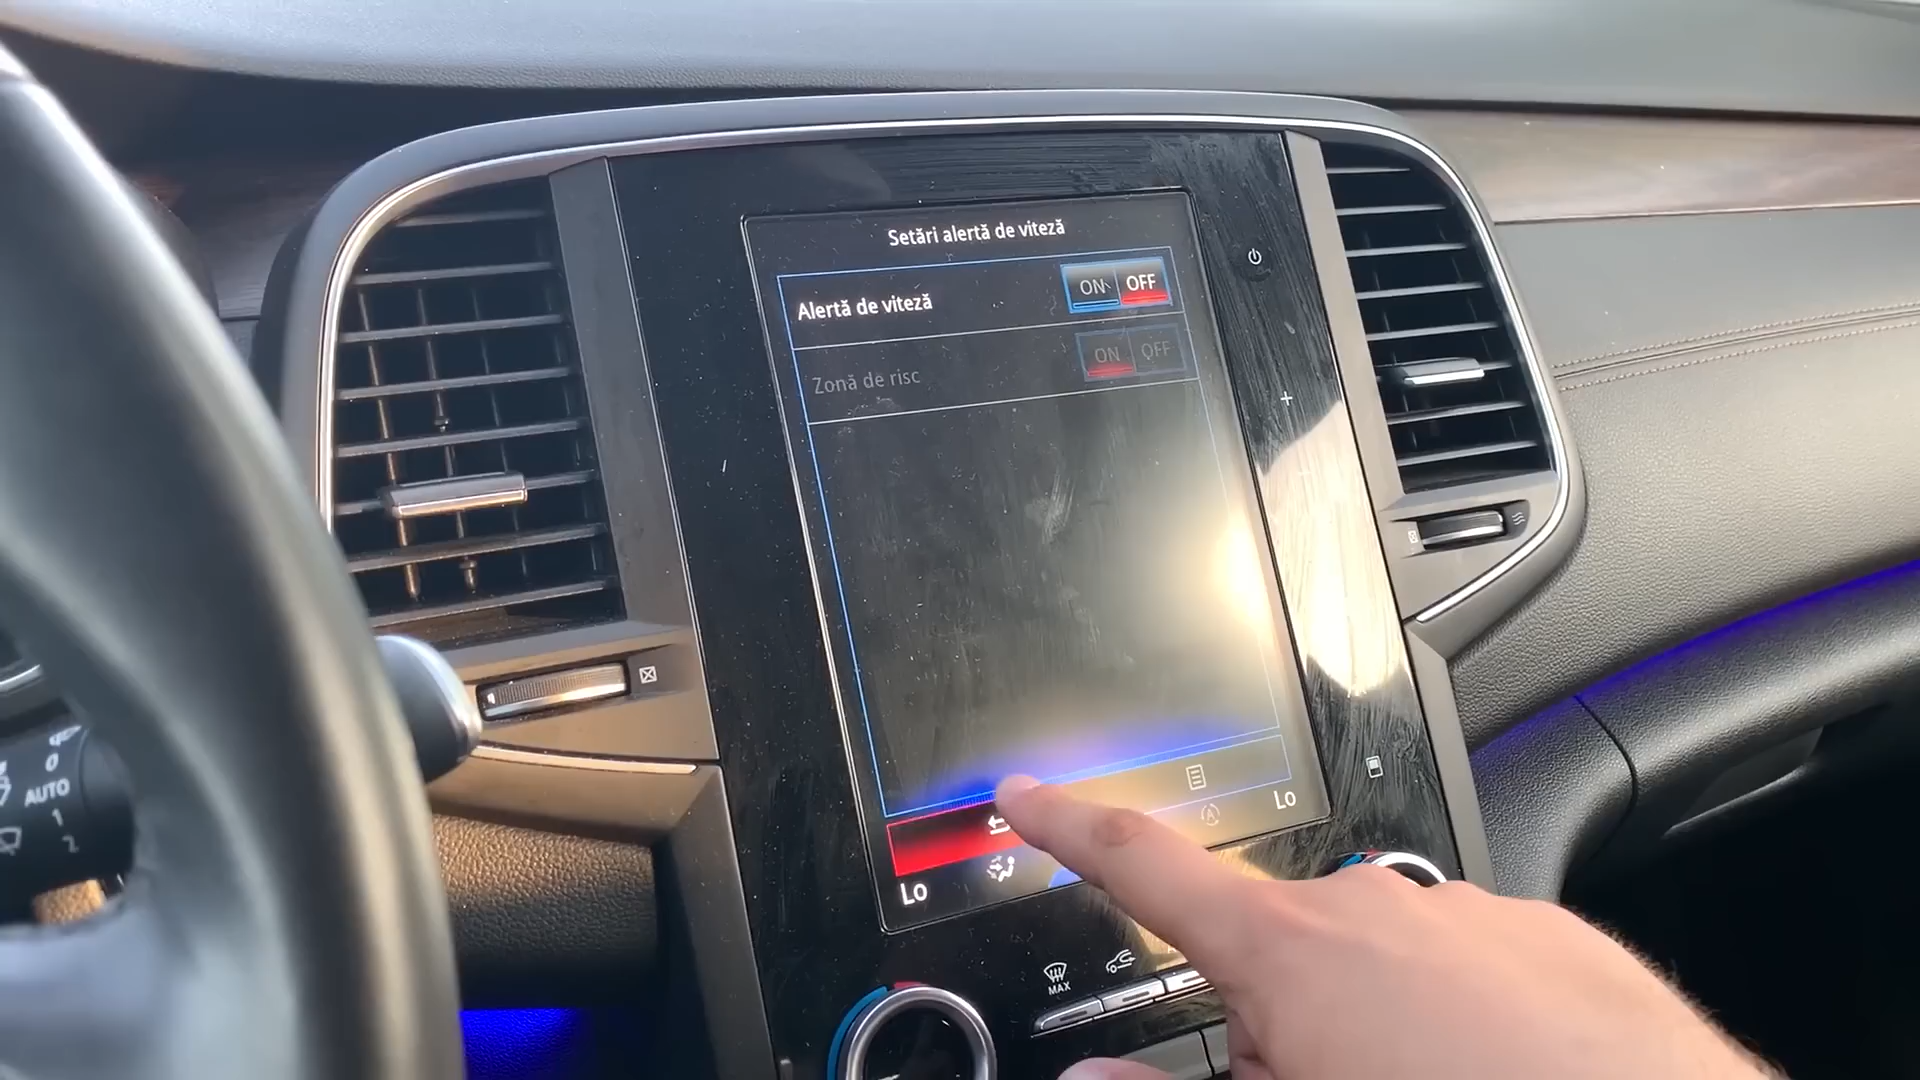 Setări alertă de viteză
Alertă de viteză
ON OFF
Zonă de risc
ON OFF
+
Lo
Lo
MAX
0
AUTO
1
2